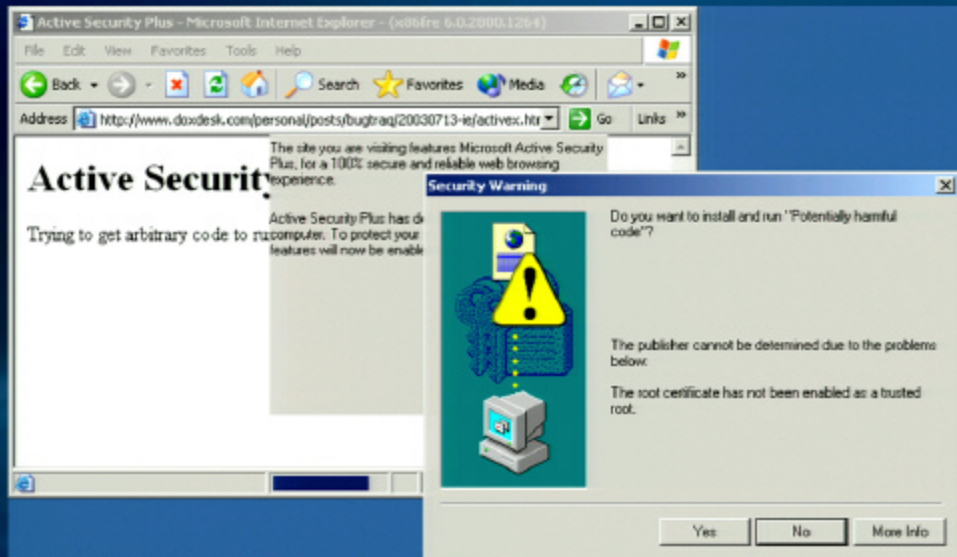 Active Security Plus - Microsoft Internet Explorer - (x86fre 6.0.2800.1264)
File Edit View Favorites Tools Help
Back Search Favorites Media
Address http://www.doxdesk.com/personal/posts/bugtraq/20030713-ie/activex.htm Go Links
Active Security
Trying to get arbitrary code to ru
The site you are visiting features Microsoft Active Security
Plus, for a 100% secure and reliable web browsing
experience.
Active Security Plus has de
computer. To protect your
features will now be enable
Security Warning
Do you want to install and run "Potentially harmful
code"?
The publisher cannot be determined due to the problems
below:
The root certificate has not been enabled as a trusted
root.
Yes No More Info